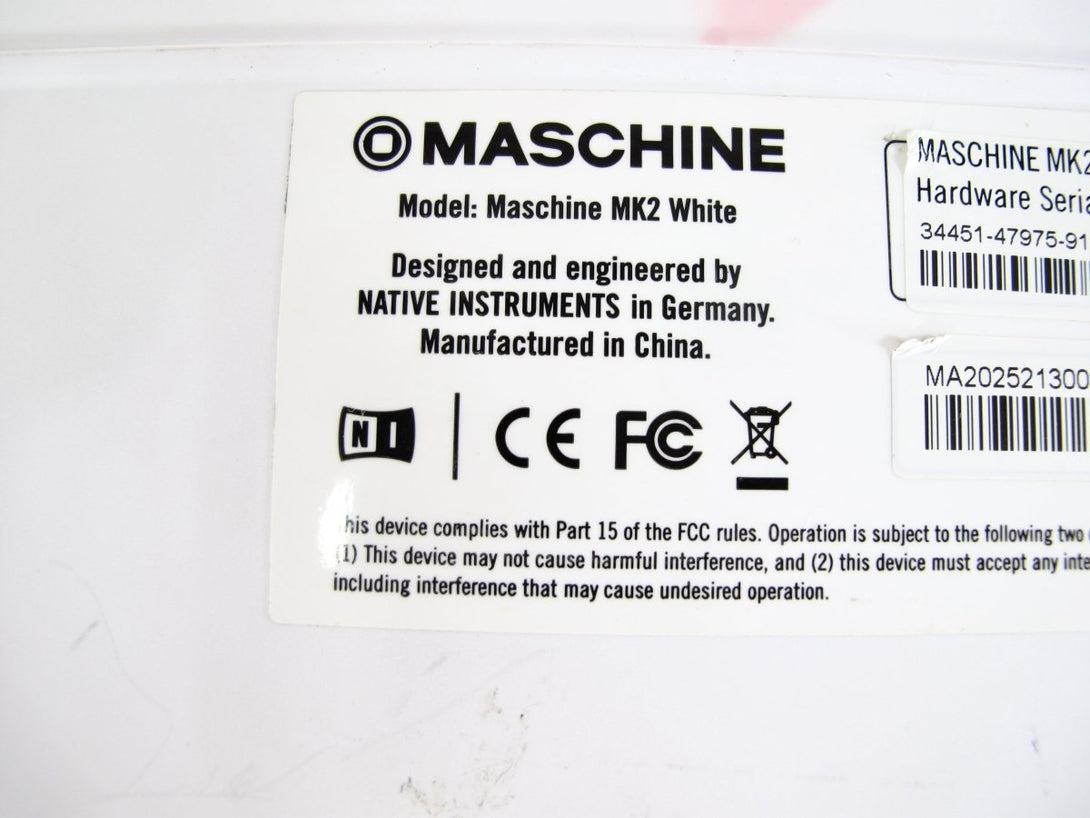 MASCHINE
Model: Maschine MK2 White
Designed and engineered by
NATIVE INSTRUMENTS in Germany.
Manufactured in China.
NI
CE FC
This device complies with Part 15 of the FCC rules. Operation is subject to the following two
(1) This device may not cause harmful interference, and (2) this device must accept any
including interference that may cause undesired operation.
MASCHINE MK2
Hardware
34451-47975-91
MA202521300